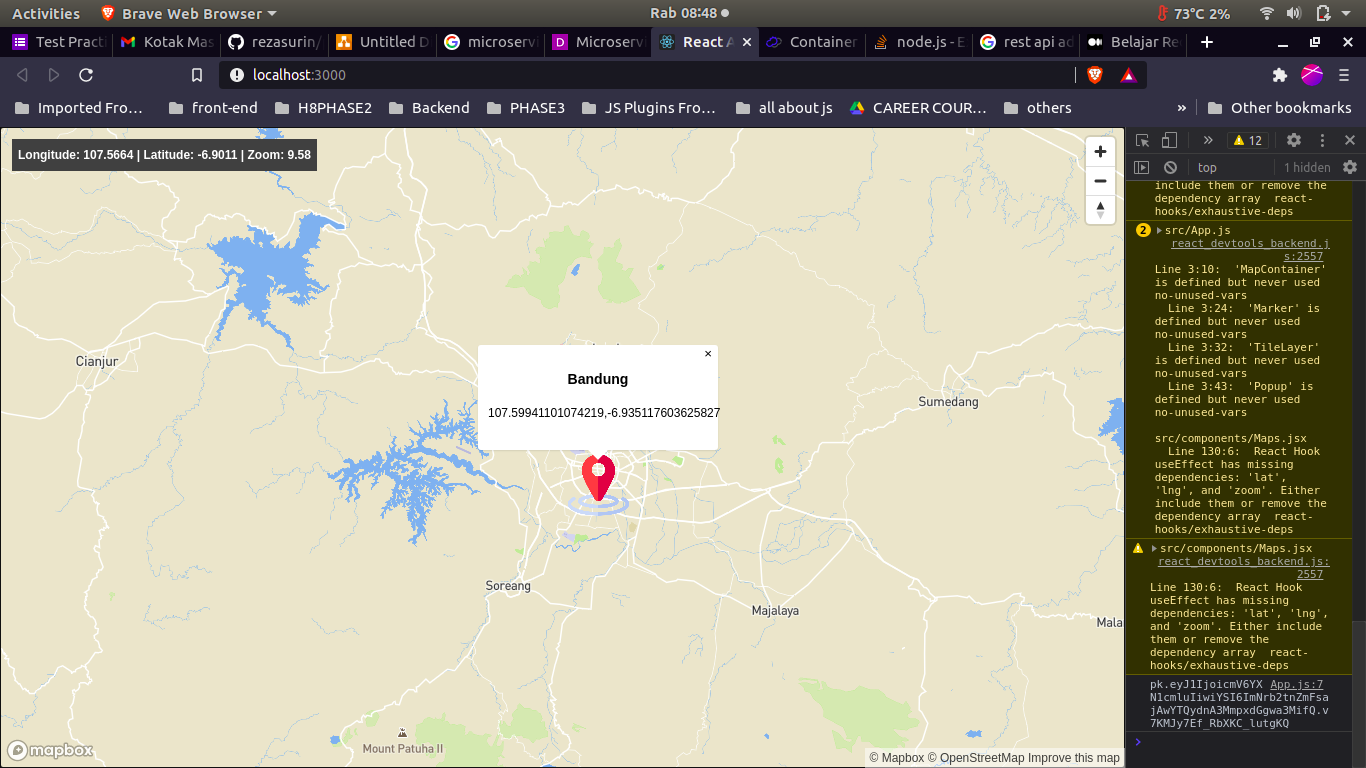 Activities
Brave Web Browser
Rab 08:48
73°C 2%
Test Practi
Kotak Mas
rezasurin/
Untitled D
microservi
Microservi
React A
Container
node.js - E
rest api ad
Belajar Re
localhost:3000
Imported Fro…
front-end
H8PHASE2
Backend
PHASE3
JS Plugins Fro…
all about js
CAREER COUR…
others
»
Other bookmarks
Longitude: 107.5664 | Latitude: -6.9011 | Zoom: 9.58
Cianjur
×
Bandung
107.59941101074219,-6.935117603625827
Sumedang
Soreang
Majalaya
Mala
Mount Patuha II
mapbox
© Mapbox © OpenStreetMap Improve this map
12
top
1 hidden
include them or remove the
dependency array  react-
hooks/exhaustive-deps
2
src/App.js
react_devtools_backend.j
s:2557
Line 3:10:  'MapContainer'
is defined but never used
no-unused-vars
Line 3:24:  'Marker' is
defined but never used
no-unused-vars
Line 3:32:  'TileLayer'
is defined but never used
no-unused-vars
Line 3:43:  'Popup' is
defined but never used
no-unused-vars
src/components/Maps.jsx
Line 130:6:  React Hook
useEffect has missing
dependencies: 'lat',
'lng', and 'zoom'. Either
include them or remove the
dependency array  react-
hooks/exhaustive-deps
src/components/Maps.jsx
react_devtools_backend.js:
2557
Line 130:6:  React Hook
useEffect has missing
dependencies: 'lat', 'lng',
and 'zoom'. Either include
them or remove the
dependency array  react-
hooks/exhaustive-deps
pk.eyJ1IjoicmV6YX App.js:7
N1cmluIiwiYSI6ImNrb2tnZmFsa
jAwYTQydnA3MmpxdGgwa3MifQ.v
7KMJy7Ef_RbXKC_lutgKQ